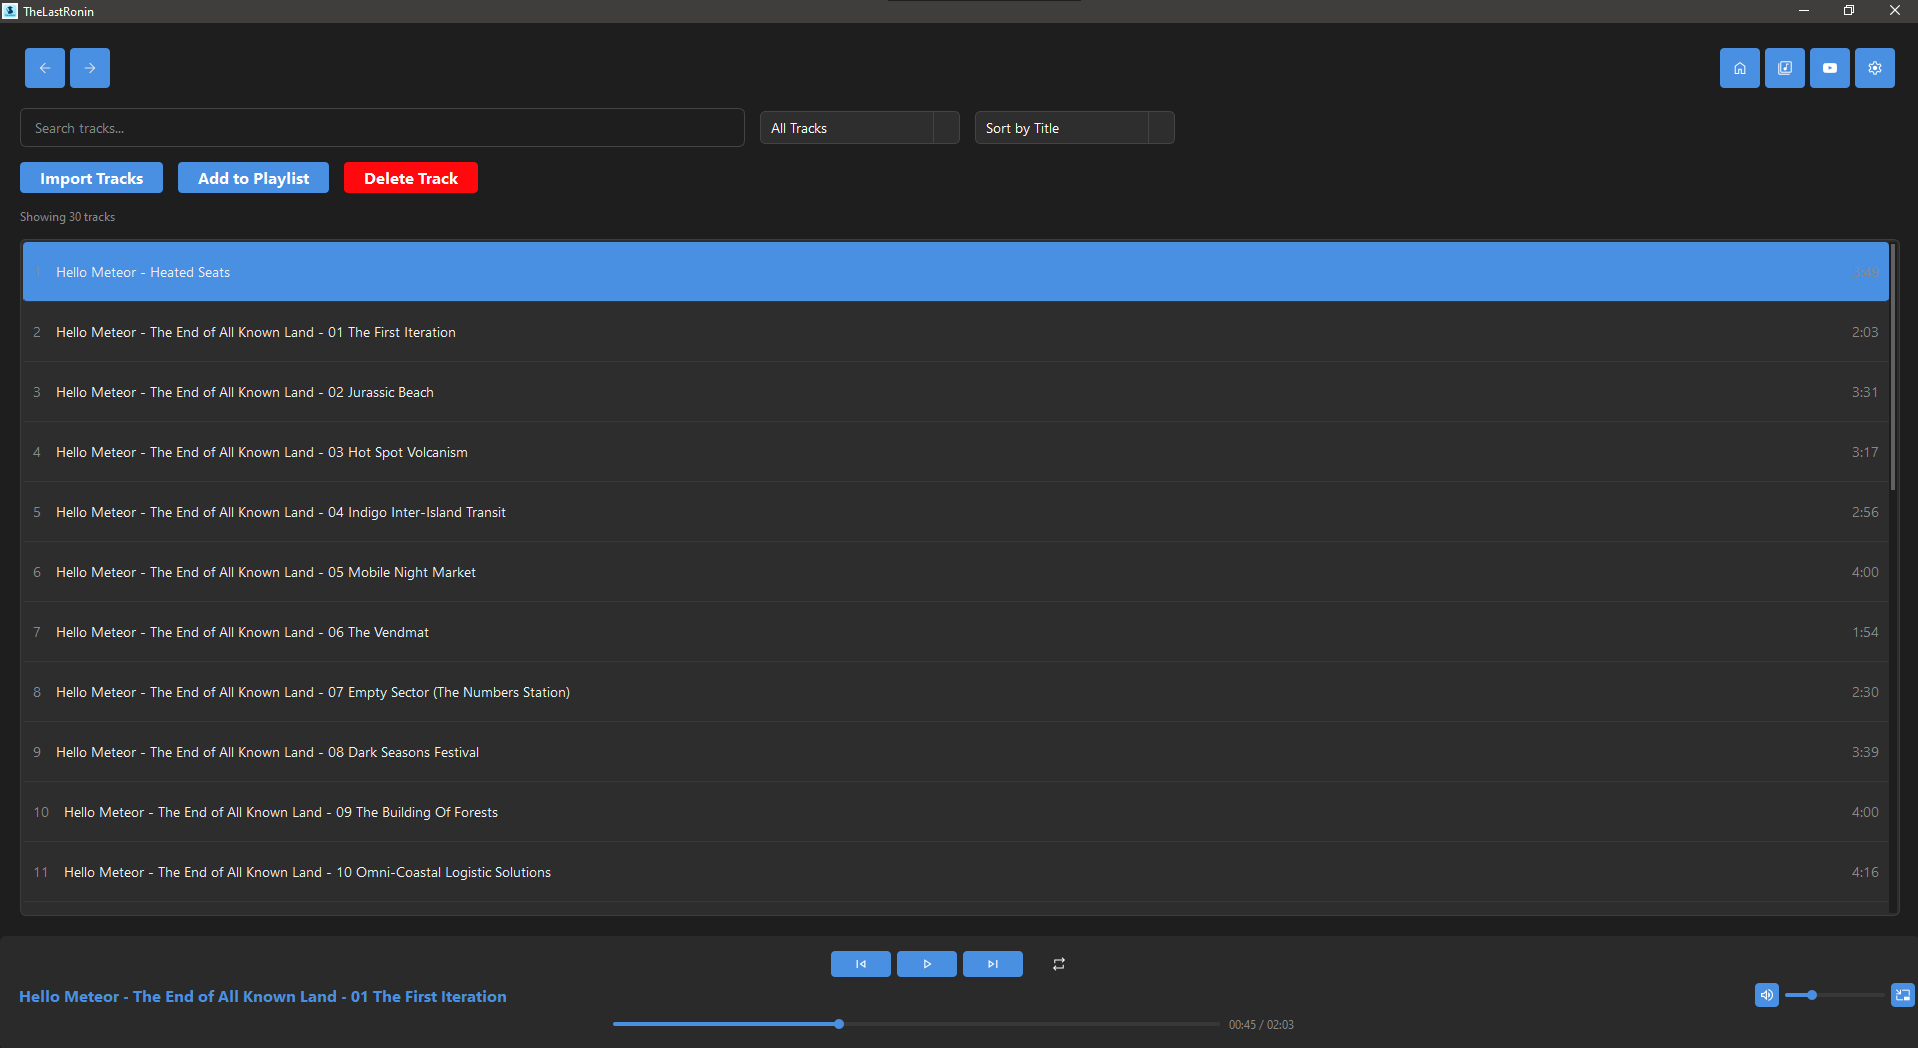 TheLastRonin
Search tracks...
All Tracks
Sort by Title
Import Tracks
Add to Playlist
Delete Track
Showing 30 tracks
1 Hello Meteor - Heated Seats 3:49
2 Hello Meteor - The End of All Known Land - 01 The First Iteration 2:03
3 Hello Meteor - The End of All Known Land - 02 Jurassic Beach 3:31
4 Hello Meteor - The End of All Known Land - 03 Hot Spot Volcanism 3:17
5 Hello Meteor - The End of All Known Land - 04 Indigo Inter-Island Transit 2:56
6 Hello Meteor - The End of All Known Land - 05 Mobile Night Market 4:00
7 Hello Meteor - The End of All Known Land - 06 The Vendmat 1:54
8 Hello Meteor - The End of All Known Land - 07 Empty Sector (The Numbers Station) 2:30
9 Hello Meteor - The End of All Known Land - 08 Dark Seasons Festival 3:39
10 Hello Meteor - The End of All Known Land - 09 The Building Of Forests 4:00
11 Hello Meteor - The End of All Known Land - 10 Omni-Coastal Logistic Solutions 4:16
Hello Meteor - The End of All Known Land - 01 The First Iteration
00:45 / 02:03